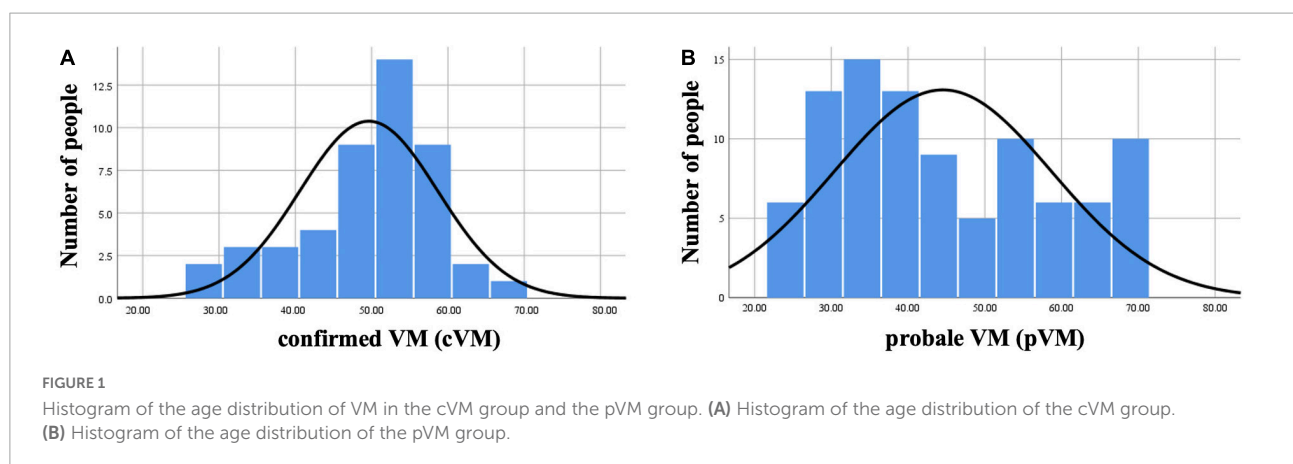 A
Number of people
12.5
10.0
7.5
5.0
2.5
0.0
20.00 30.00 40.00 50.00 60.00 70.00 80.00
confirmed VM (cVM)
B
Number of people
15
10
5
0
20.00 30.00 40.00 50.00 60.00 70.00 80.00
probale VM (pVM)
FIGURE 1
Histogram of the age distribution of VM in the cVM group and the pVM group. (A) Histogram of the age distribution of the cVM group.
(B) Histogram of the age distribution of the pVM group.